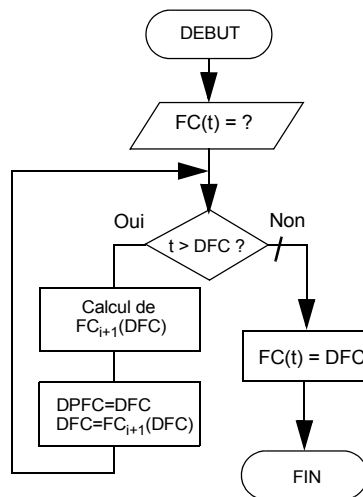 DEBUT
FC(t) = ?
Oui
Non
t > DFC ?
Calcul de
FCi+1(DFC)
FC(t) = DFC
DPFC=DFC
DFC=FCi+1(DFC)
FIN